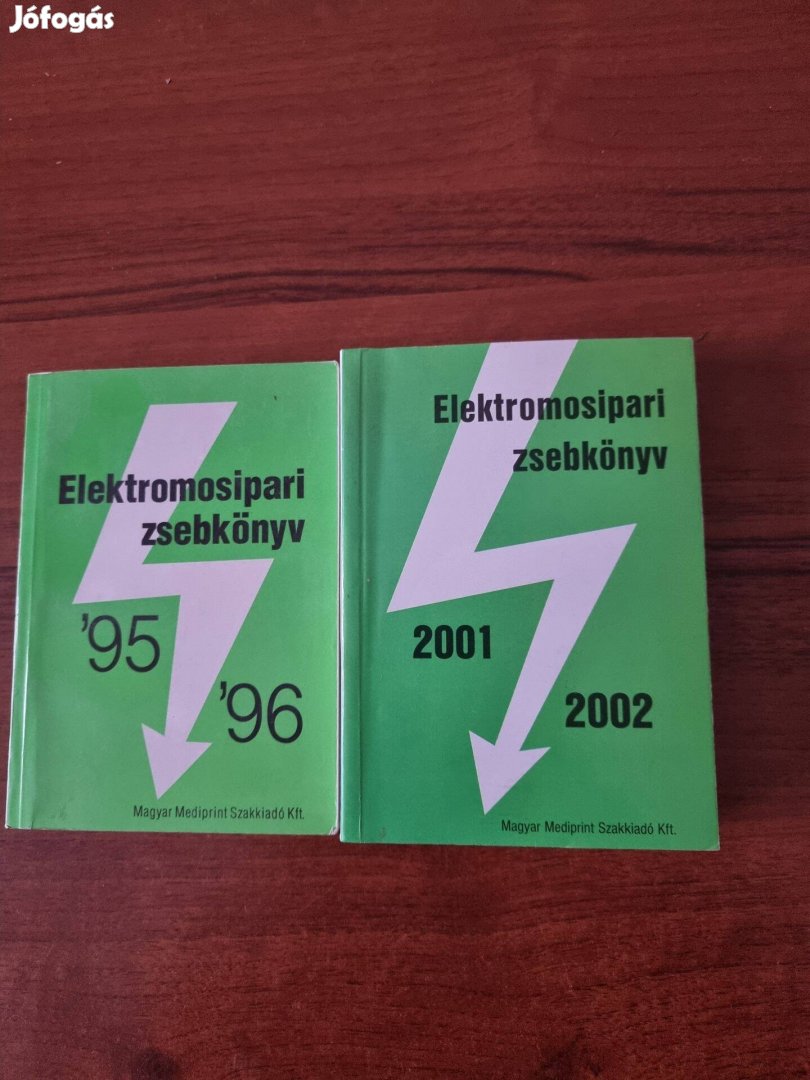 Jófogás
Elektromosipari
zsebkönyv
'95
'96
Magyar Mediprint Szakkiadó Kft.
Elektromosipari
zsebkönyv
2001
2002
Magyar Mediprint Szakkiadó Kft.